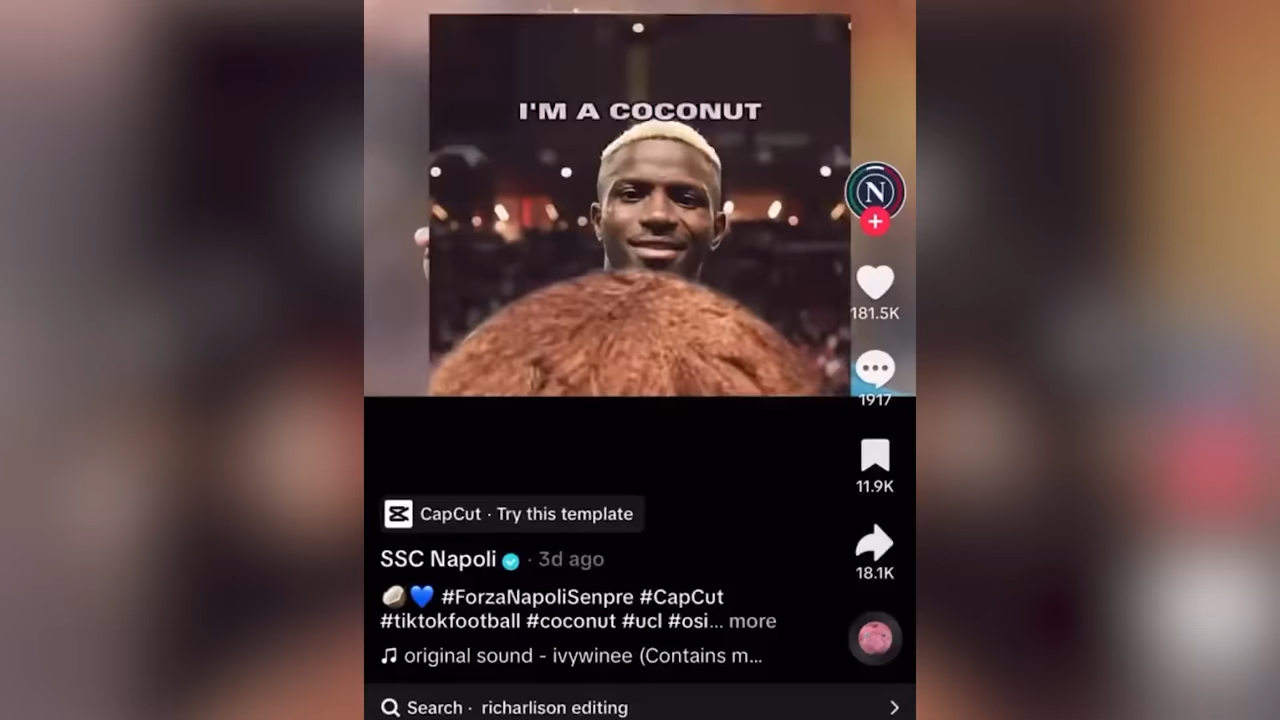 I'M A COCONUT
N
181.5K
1917
11.9K
CapCut · Try this template
SSC Napoli · 3d ago
18.1K
#ForzaNapoliSenpre #CapCut
#tiktokfootball #coconut #ucl #osi... more
original sound - ivywinee (Contains m...
Search · richarlison editing